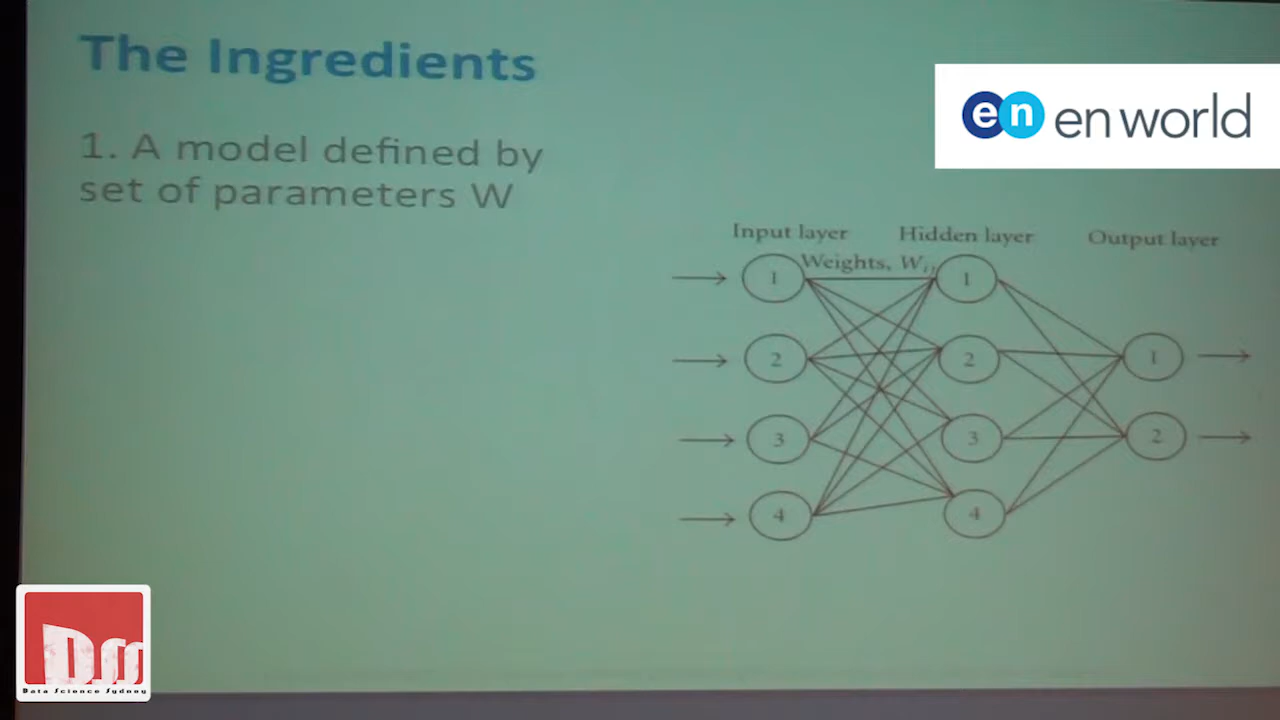 The Ingredients
1. A model defined by
set of parameters W
en en world
Input layer
Hidden layer
Output layer
Weights, Wij
1
1
2
2
1
3
3
2
4
4
Data Science Sydney